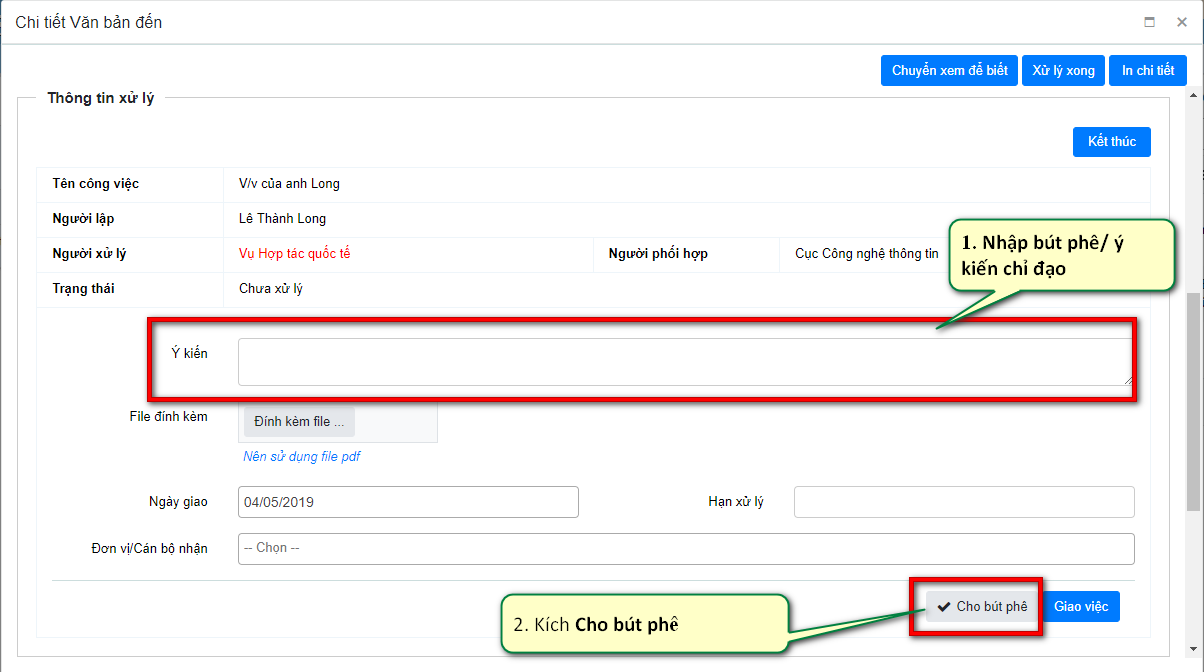 Chi tiết Văn bản đến
Chuyển xem để biết Xử lý xong In chi tiết
Thông tin xử lý
Kết thúc
Tên công việc V/v của anh Long
Người lập Lê Thành Long
Người xử lý Vụ Hợp tác quốc tế Người phối hợp Cục Công nghệ thông tin
Trạng thái Chưa xử lý
1. Nhập bút phê/ ý
kiến chỉ đạo
Ý kiến
File đính kèm Đính kèm file ...
Nên sử dụng file pdf
Ngày giao 04/05/2019 Hạn xử lý
Đơn vị/Cán bộ nhận -- Chọn --
Cho bút phê Giao việc
2. Kích Cho bút phê